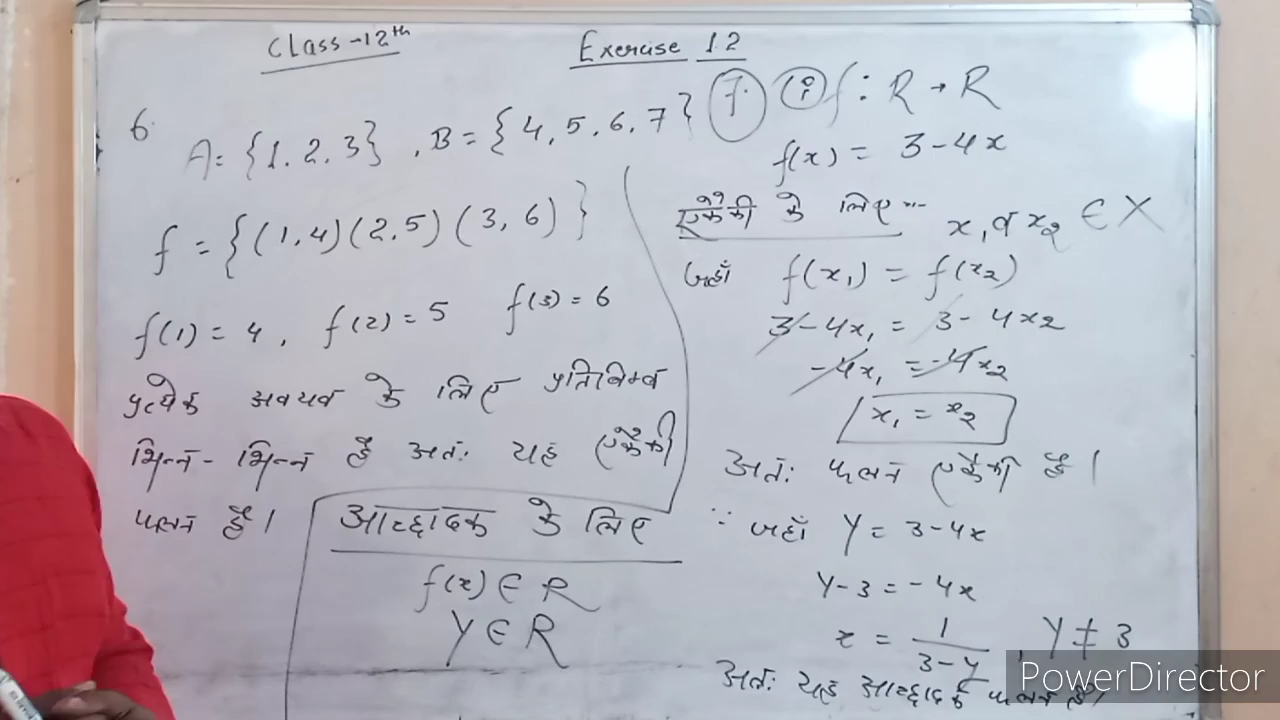 Class-12th
Exercise 1.2
6.
A = {1, 2, 3} , B = {4, 5, 6, 7}
f = {(1, 4) (2, 5) (3, 6)}
f(1) = 4 , f(2) = 5 f(3) = 6
प्रत्येक अवयव के लिए प्रतिबिम्ब
भिन्न-भिन्न है अतः यह एकैकी
फलन है।
आच्छादक के लिए
f(x) ∈ R
Y ∈ R
7. (i) f : R → R
f(x) = 3 - 4x
एकैकी के लिए--
x₁ व x₂ ∈ X
जहाँ f(x₁) = f(x₂)
3 - 4x₁ = 3 - 4x₂
-4x₁ = -4x₂
x₁ = x₂
अतः फलन एकैकी है।
∵ जहाँ Y = 3 - 4x
Y - 3 = - 4x
x = 1/(3 - y) , Y ≠ 3
अतः यह आच्छादक फलन है।
PowerDirector